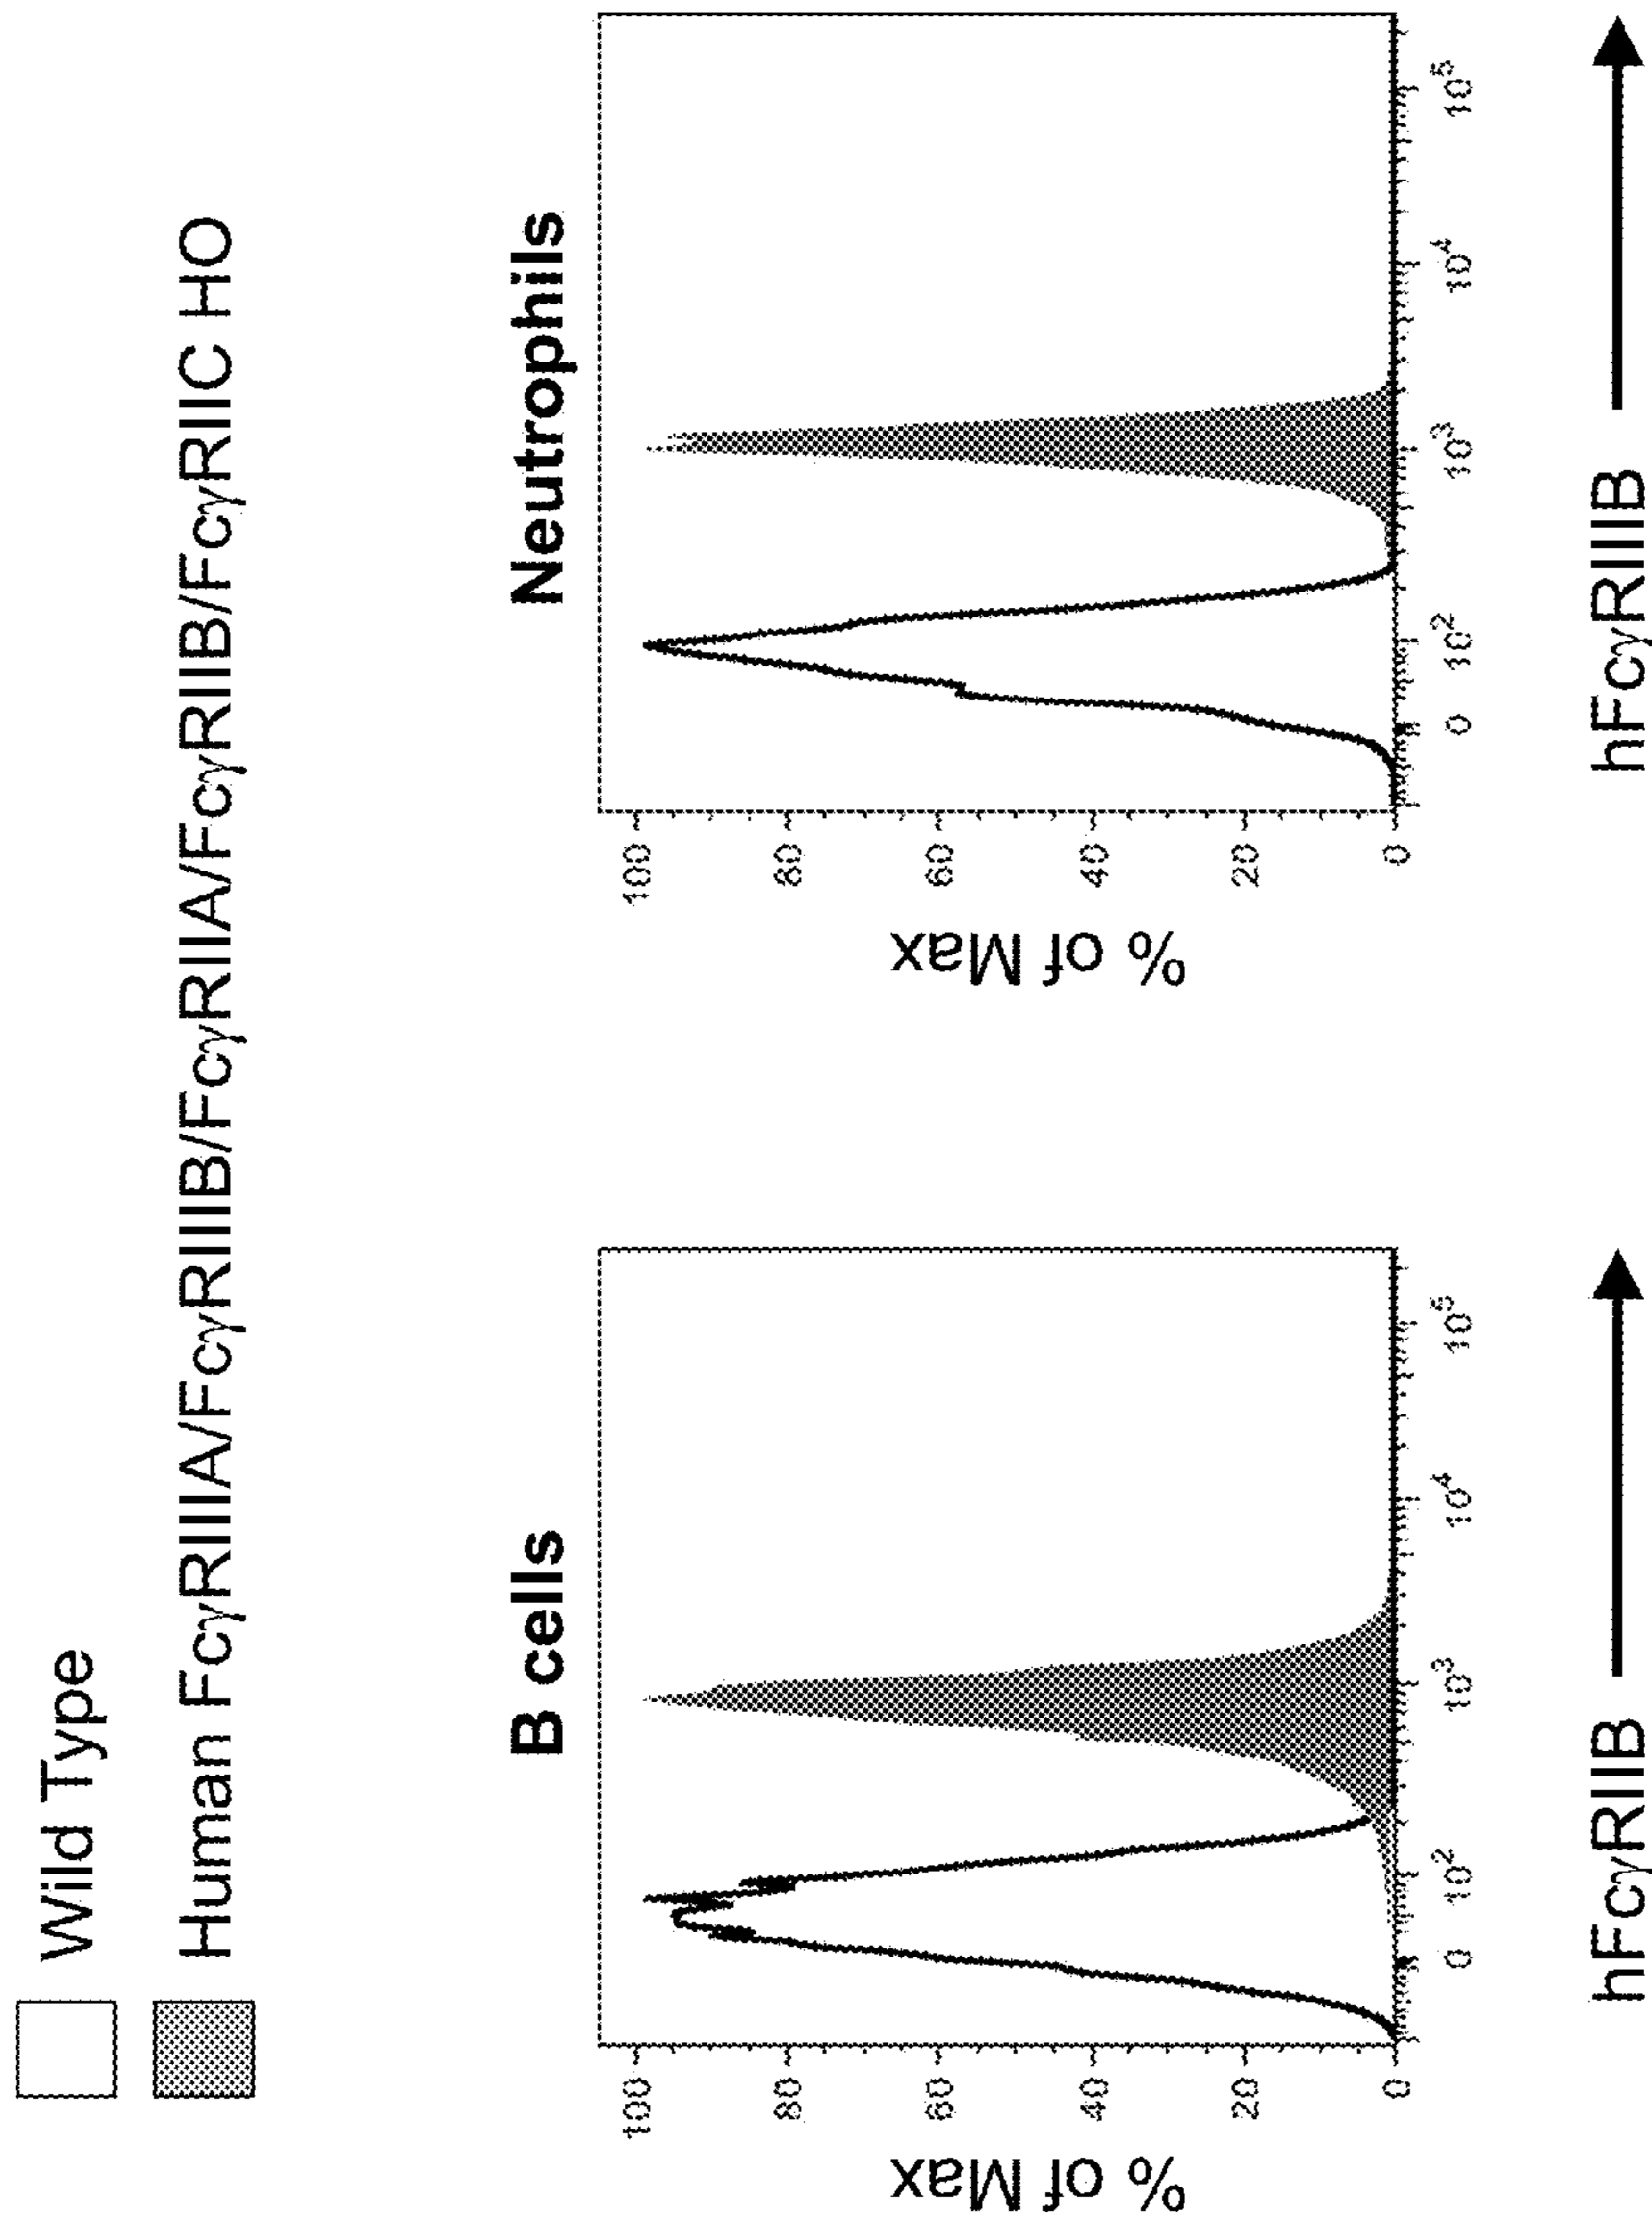 Wild Type
Human FcγRIIIA/FcγRIIIB/FcγRIIA/FcγRIIB/FcγRIIC HO
B cells
% of Max
100
80
60
40
20
0
0 10² 10³ 10⁴ 10⁵
hFcγRIIB
Neutrophils
% of Max
100
80
60
40
20
0
0 10² 10³ 10⁴ 10⁵
hFcγRIIIB